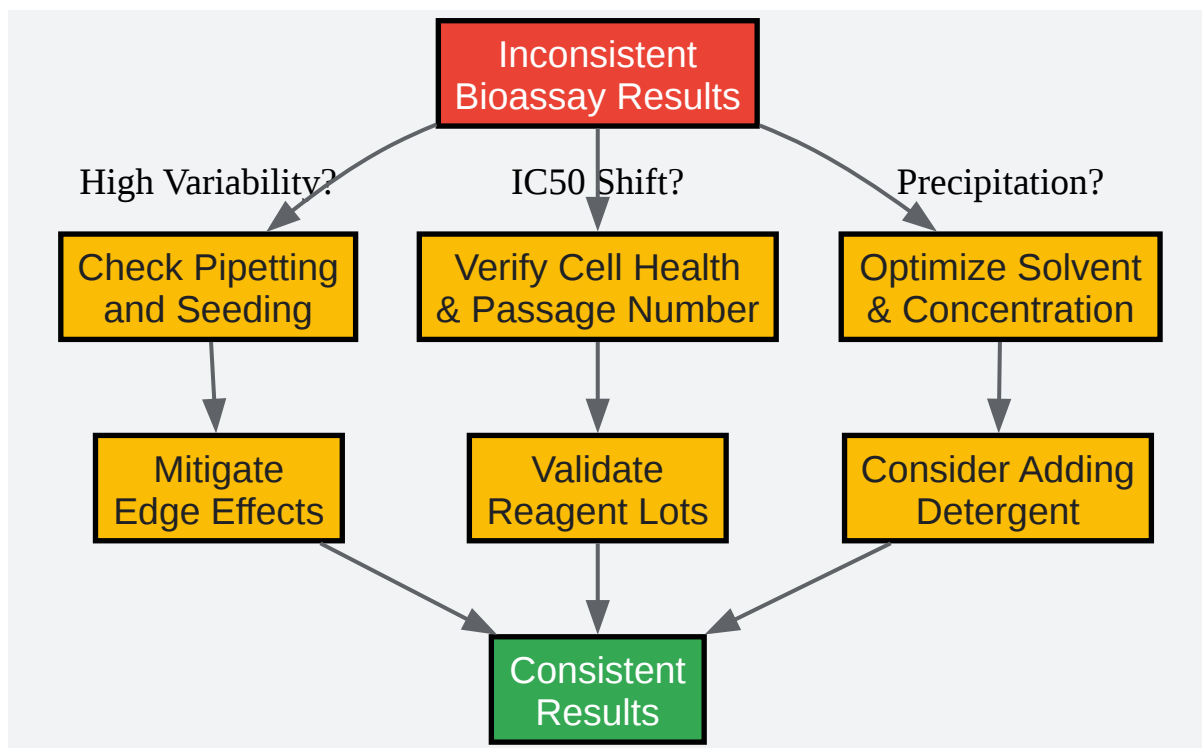 Inconsistent
Bioassay Results
High Variability?
IC50 Shift?
Precipitation?
Check Pipetting
and Seeding
Verify Cell Health
& Passage Number
Optimize Solvent
& Concentration
Mitigate
Edge Effects
Validate
Reagent Lots
Consider Adding
Detergent
Consistent
Results